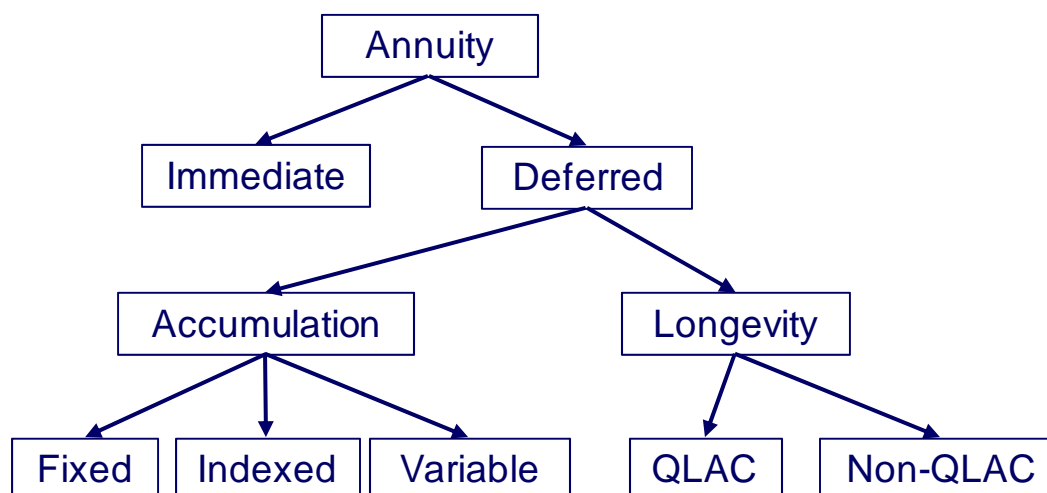 Annuity
Immediate
Deferred
Accumulation
Longevity
Fixed
Indexed
Variable
QLAC
Non-QLAC